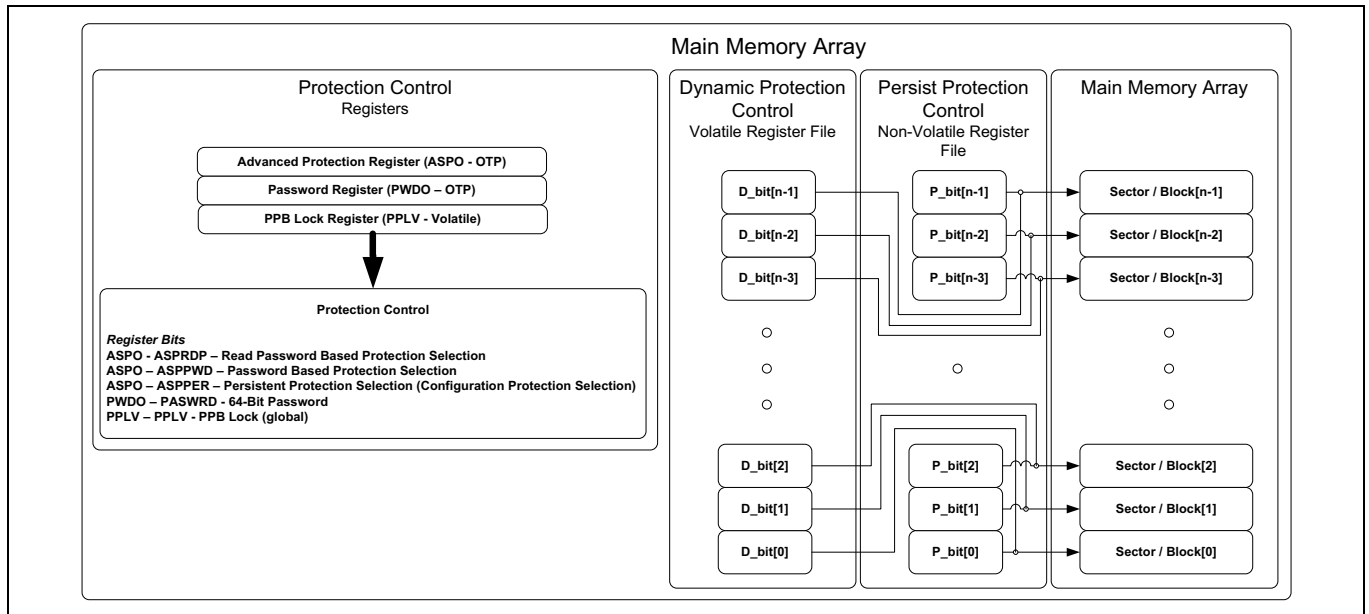 Main Memory Array
Protection Control
Registers
Advanced Protection Register (ASPO - OTP)
Password Register (PWDO – OTP)
PPB Lock Register (PPLV - Volatile)
Protection Control
Register Bits
ASPO - ASPRDP – Read Password Based Protection Selection
ASPO – ASPPWD – Password Based Protection Selection
ASPO – ASPPER – Persistent Protection Selection (Configuration Protection Selection)
PWDO – PASWRD - 64-Bit Password
PPLV – PPLV - PPB Lock (global)
Dynamic Protection
Control
Volatile Register File
D_bit[n-1]
D_bit[n-2]
D_bit[n-3]
D_bit[2]
D_bit[1]
D_bit[0]
Persist Protection
Control
Non-Volatile Register
File
P_bit[n-1]
P_bit[n-2]
P_bit[n-3]
P_bit[2]
P_bit[1]
P_bit[0]
Main Memory Array
Sector / Block[n-1]
Sector / Block[n-2]
Sector / Block[n-3]
Sector / Block[2]
Sector / Block[1]
Sector / Block[0]